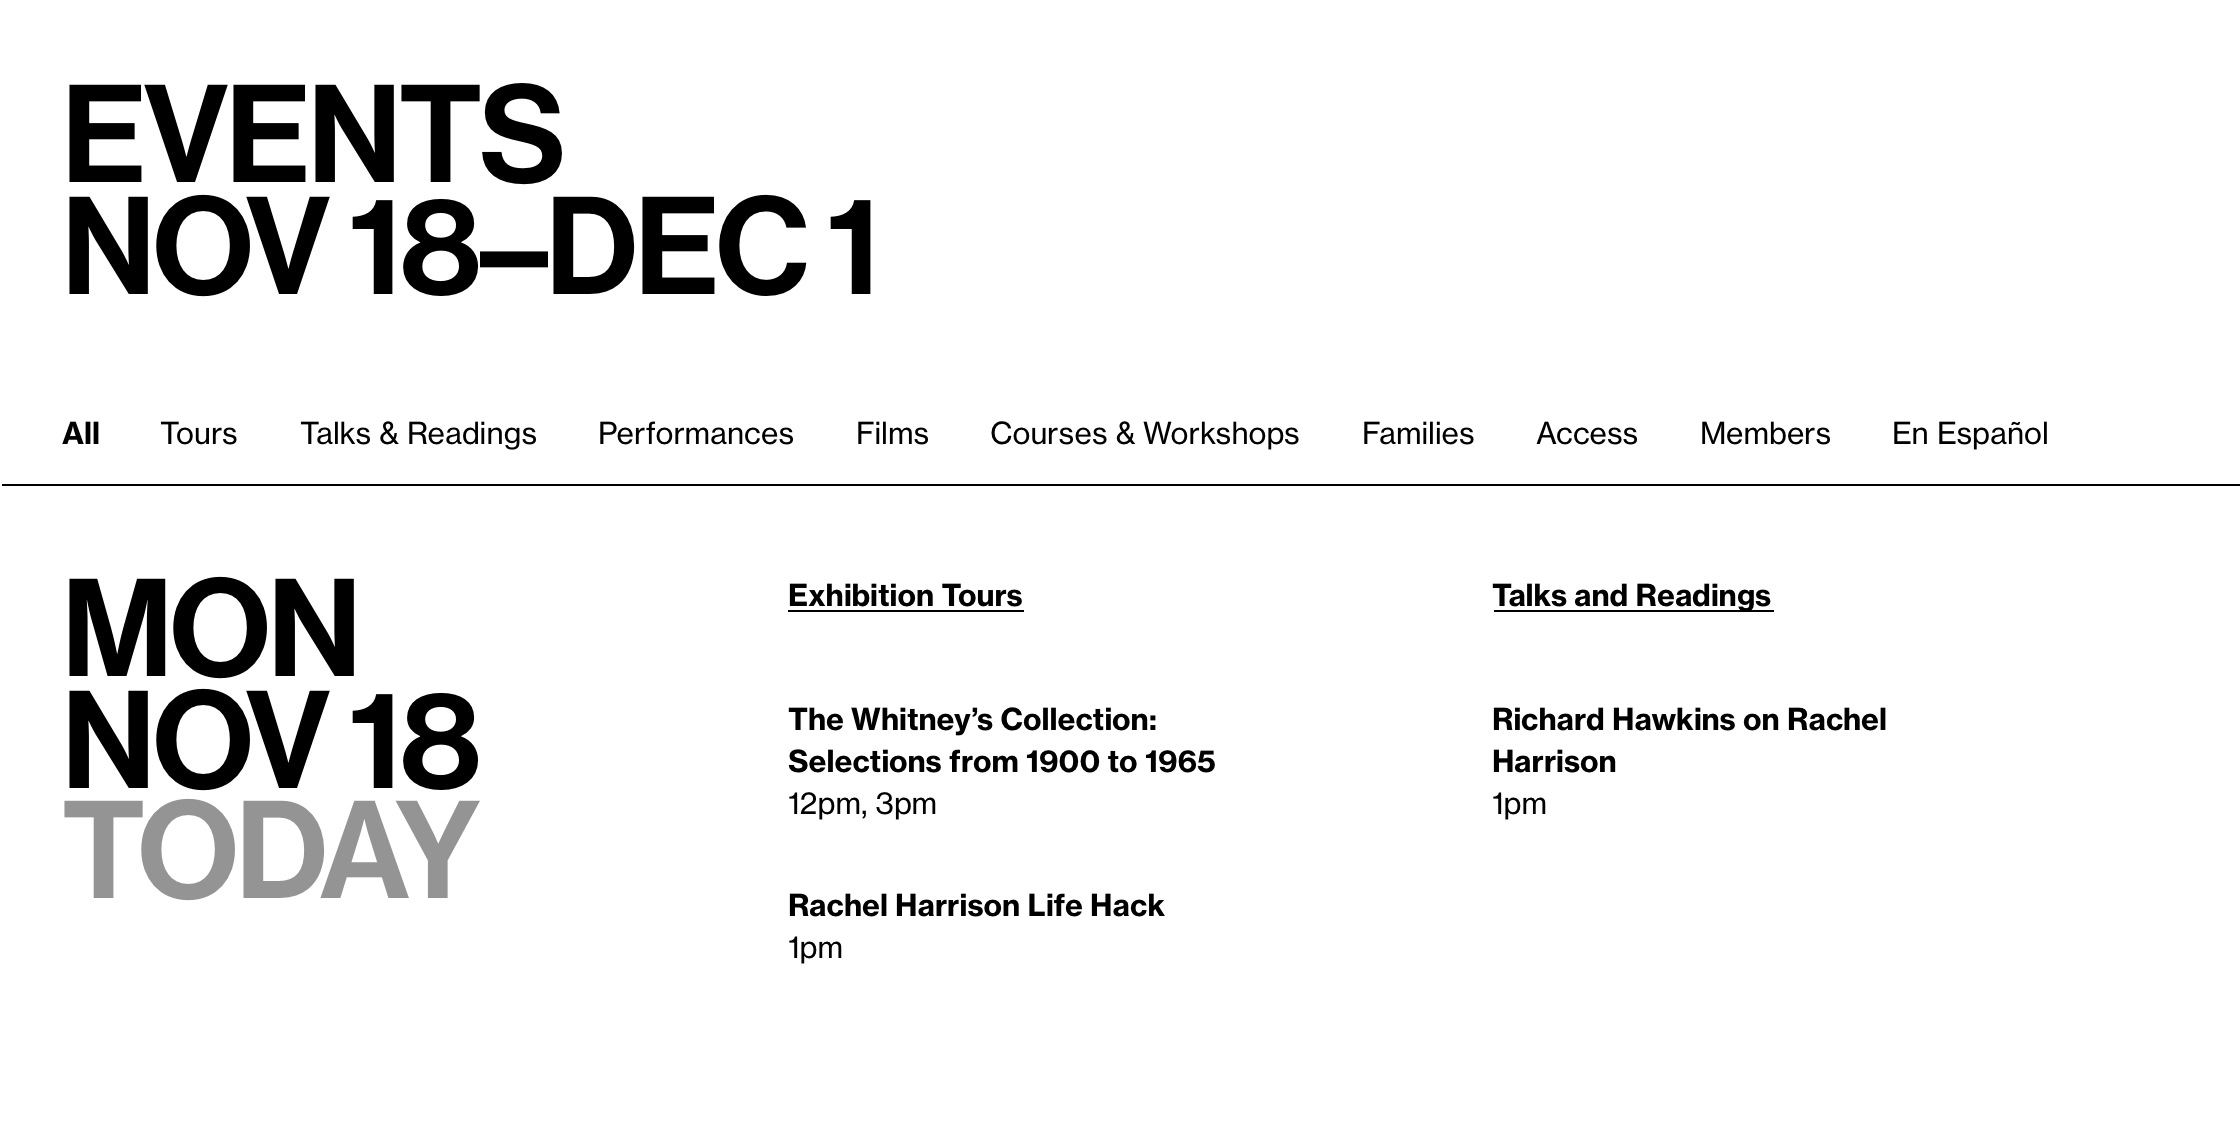 EVENTS
NOV 18–DEC 1
All Tours Talks & Readings Performances Films Courses & Workshops Families Access Members En Español
MON
NOV 18
TODAY
Exhibition Tours
The Whitney’s Collection:
Selections from 1900 to 1965
12pm, 3pm
Rachel Harrison Life Hack
1pm
Talks and Readings
Richard Hawkins on Rachel
Harrison
1pm